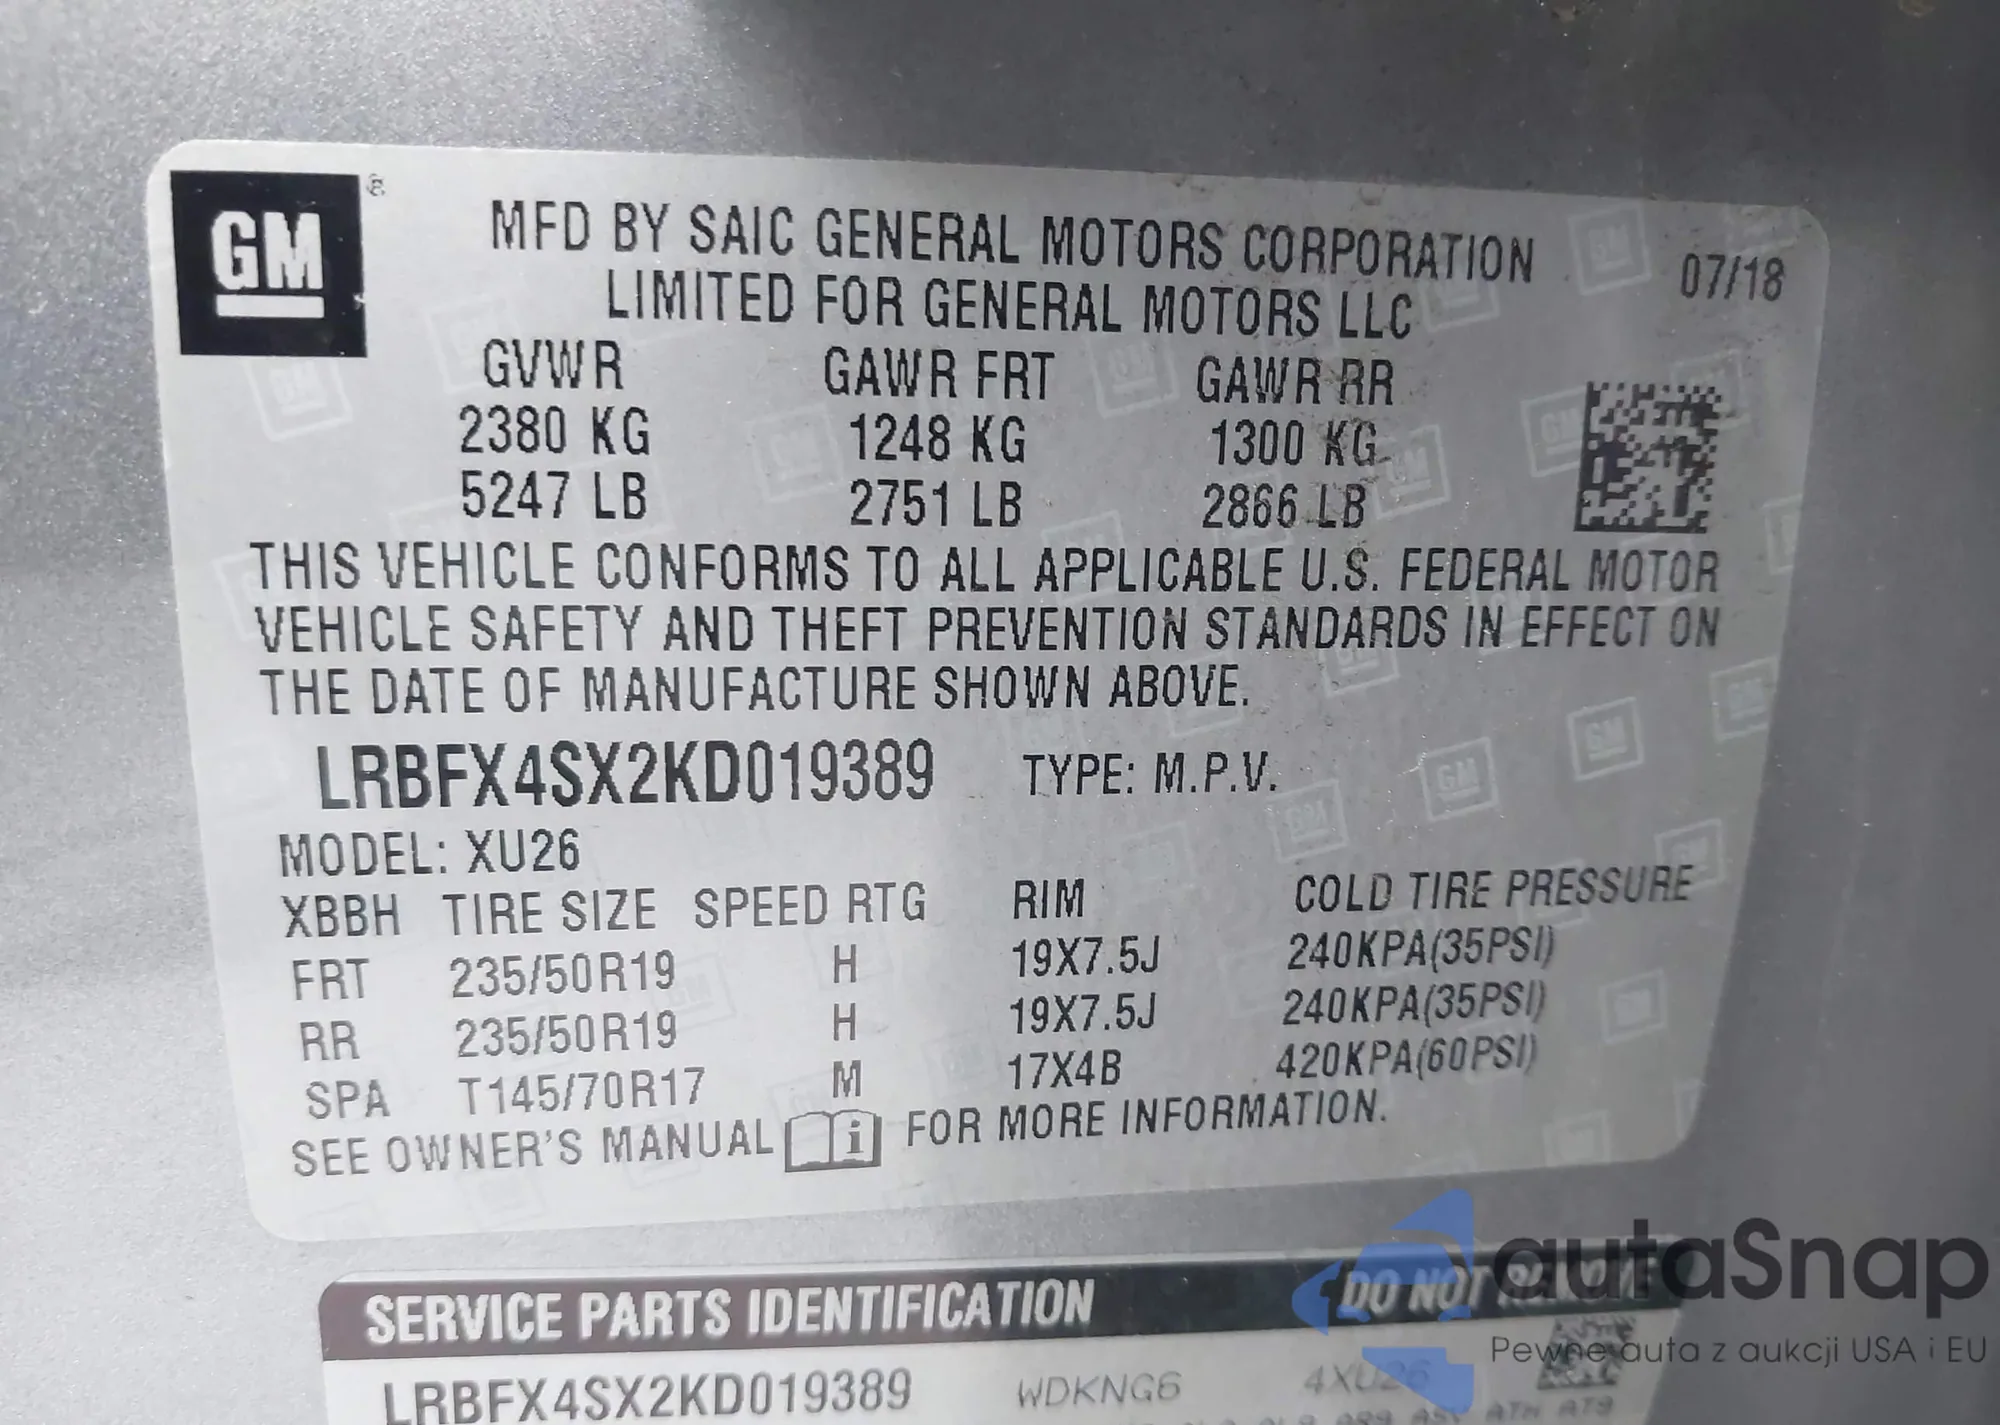 GM ®
MFD BY SAIC GENERAL MOTORS CORPORATION
LIMITED FOR GENERAL MOTORS LLC
07/18
GVWR GAWR FRT GAWR RR
2380 KG 1248 KG 1300 KG
5247 LB 2751 LB 2866 LB
THIS VEHICLE CONFORMS TO ALL APPLICABLE U.S. FEDERAL MOTOR
VEHICLE SAFETY AND THEFT PREVENTION STANDARDS IN EFFECT ON
THE DATE OF MANUFACTURE SHOWN ABOVE.
LRBFX4SX2KD019389 TYPE: M.P.V.
MODEL: XU26
XBBH TIRE SIZE SPEED RTG RIM COLD TIRE PRESSURE
FRT 235/50R19 H 19X7.5J 240KPA(35PSI)
RR 235/50R19 H 19X7.5J 240KPA(35PSI)
SPA T145/70R17 M 17X4B 420KPA(60PSI)
SEE OWNER'S MANUAL i FOR MORE INFORMATION.
SERVICE PARTS IDENTIFICATION DO NOT REMOVE
LRBFX4SX2KD019389 WDKNG6 4XU26
autaSnap
Pewne auta z aukcji USA i EU